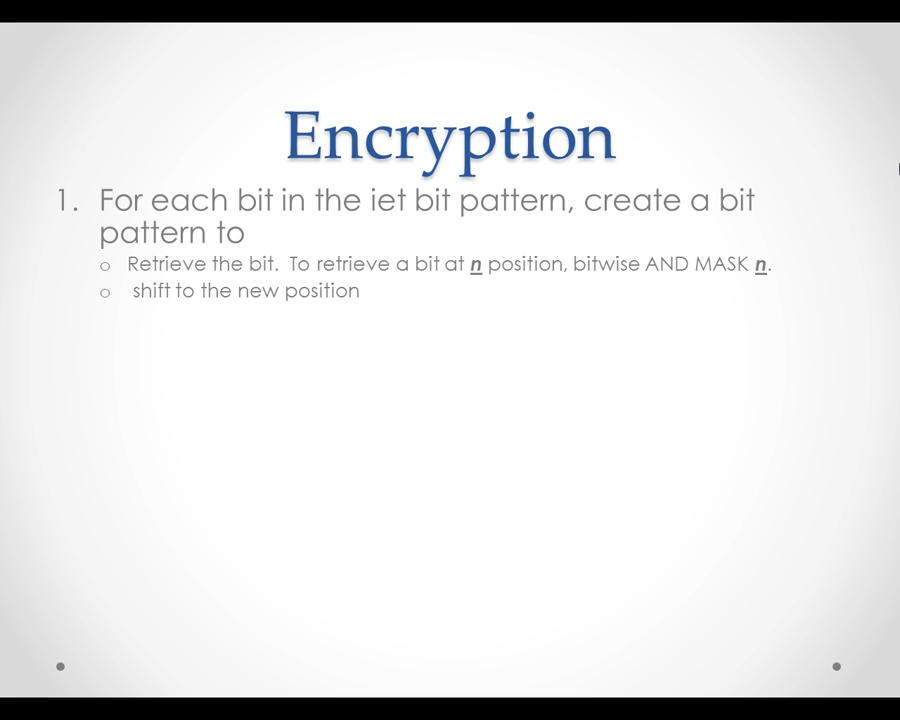 Encryption
1. For each bit in the iet bit pattern, create a bit
pattern to
o Retrieve the bit. To retrieve a bit at n position, bitwise AND MASK n.
o shift to the new position